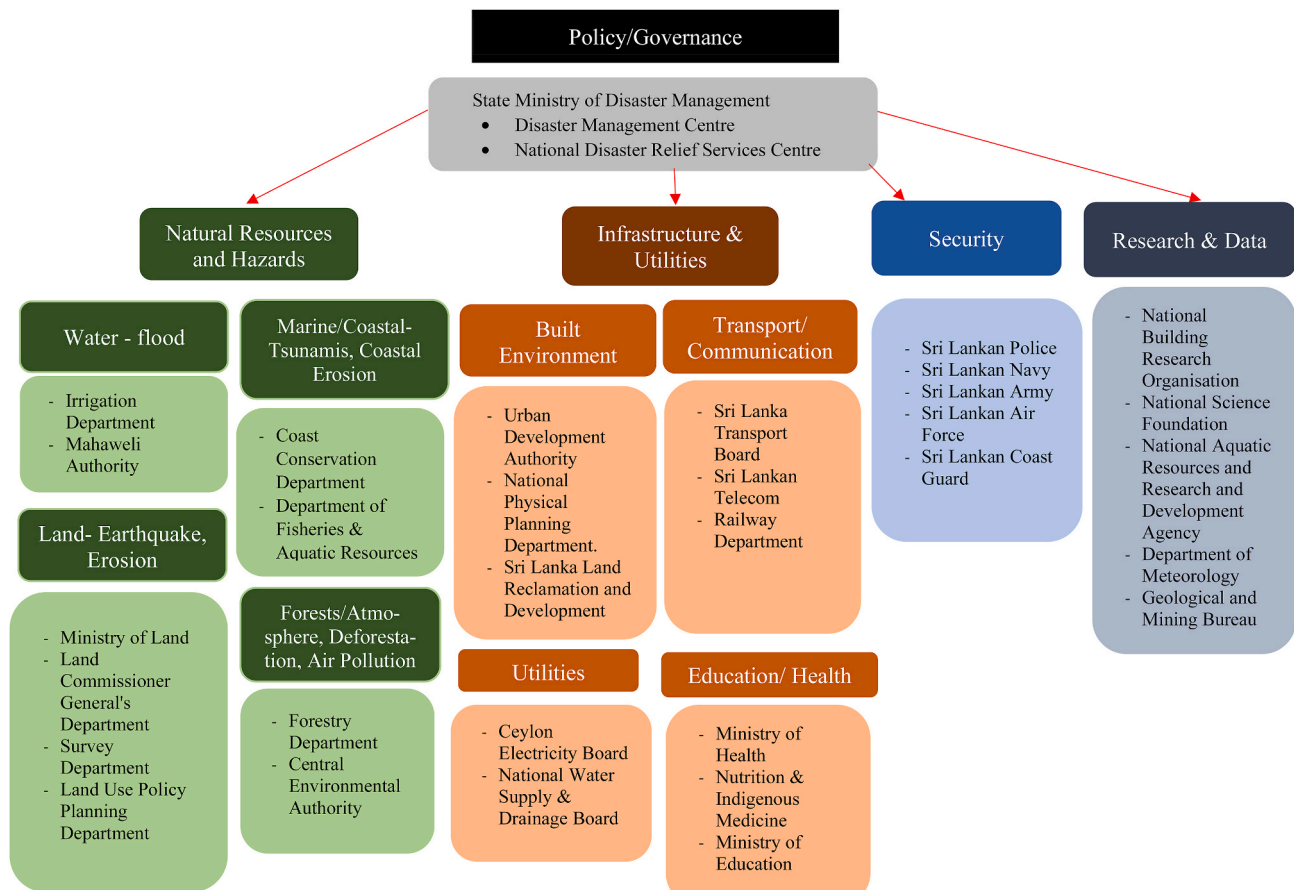 Policy/Governance
State Ministry of Disaster Management
• Disaster Management Centre
• National Disaster Relief Services Centre
Natural Resources
and Hazards
Water - flood
- Irrigation
Department
- Mahaweli
Authority
Land- Earthquake,
Erosion
- Ministry of Land
- Land
Commissioner
General's
Department
- Survey
Department
- Land Use Policy
Planning
Department
Marine/Coastal-
Tsunamis, Coastal
Erosion
- Coast
Conservation
Department
- Department of
Fisheries &
Aquatic Resources
Forests/Atmo-
sphere, Deforesta-
tion, Air Pollution
- Forestry
Department
- Central
Environmental
Authority
Infrastructure &
Utilities
Built
Environment
- Urban
Development
Authority
- National
Physical
Planning
Department.
- Sri Lanka Land
Reclamation and
Development
Utilities
- Ceylon
Electricity Board
- National Water
Supply &
Drainage Board
Transport/
Communication
- Sri Lanka
Transport
Board
- Sri Lankan
Telecom
- Railway
Department
Education/ Health
- Ministry of
Health
- Nutrition &
Indigenous
Medicine
- Ministry of
Education
Security
- Sri Lankan Police
- Sri Lankan Navy
- Sri Lankan Army
- Sri Lankan Air
Force
- Sri Lankan Coast
Guard
Research & Data
- National
Building
Research
Organisation
- National Science
Foundation
- National Aquatic
Resources and
Research and
Development
Agency
- Department of
Meteorology
- Geological and
Mining Bureau